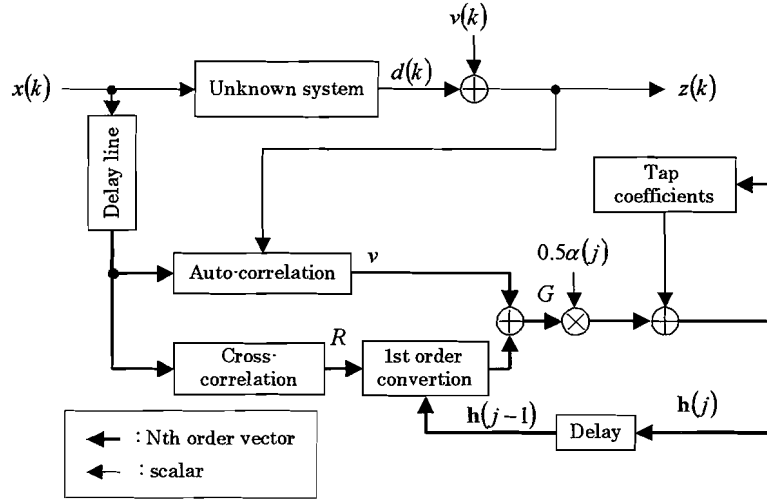 v(k)
x(k)
Unknown system
d(k)
z(k)
Delay line
Tap
coefficients
Auto-correlation
v
0.5α(j)
G
Cross-
correlation
R
1st order
convertion
h(j−1)
Delay
h(j)
: Nth order vector
: scalar